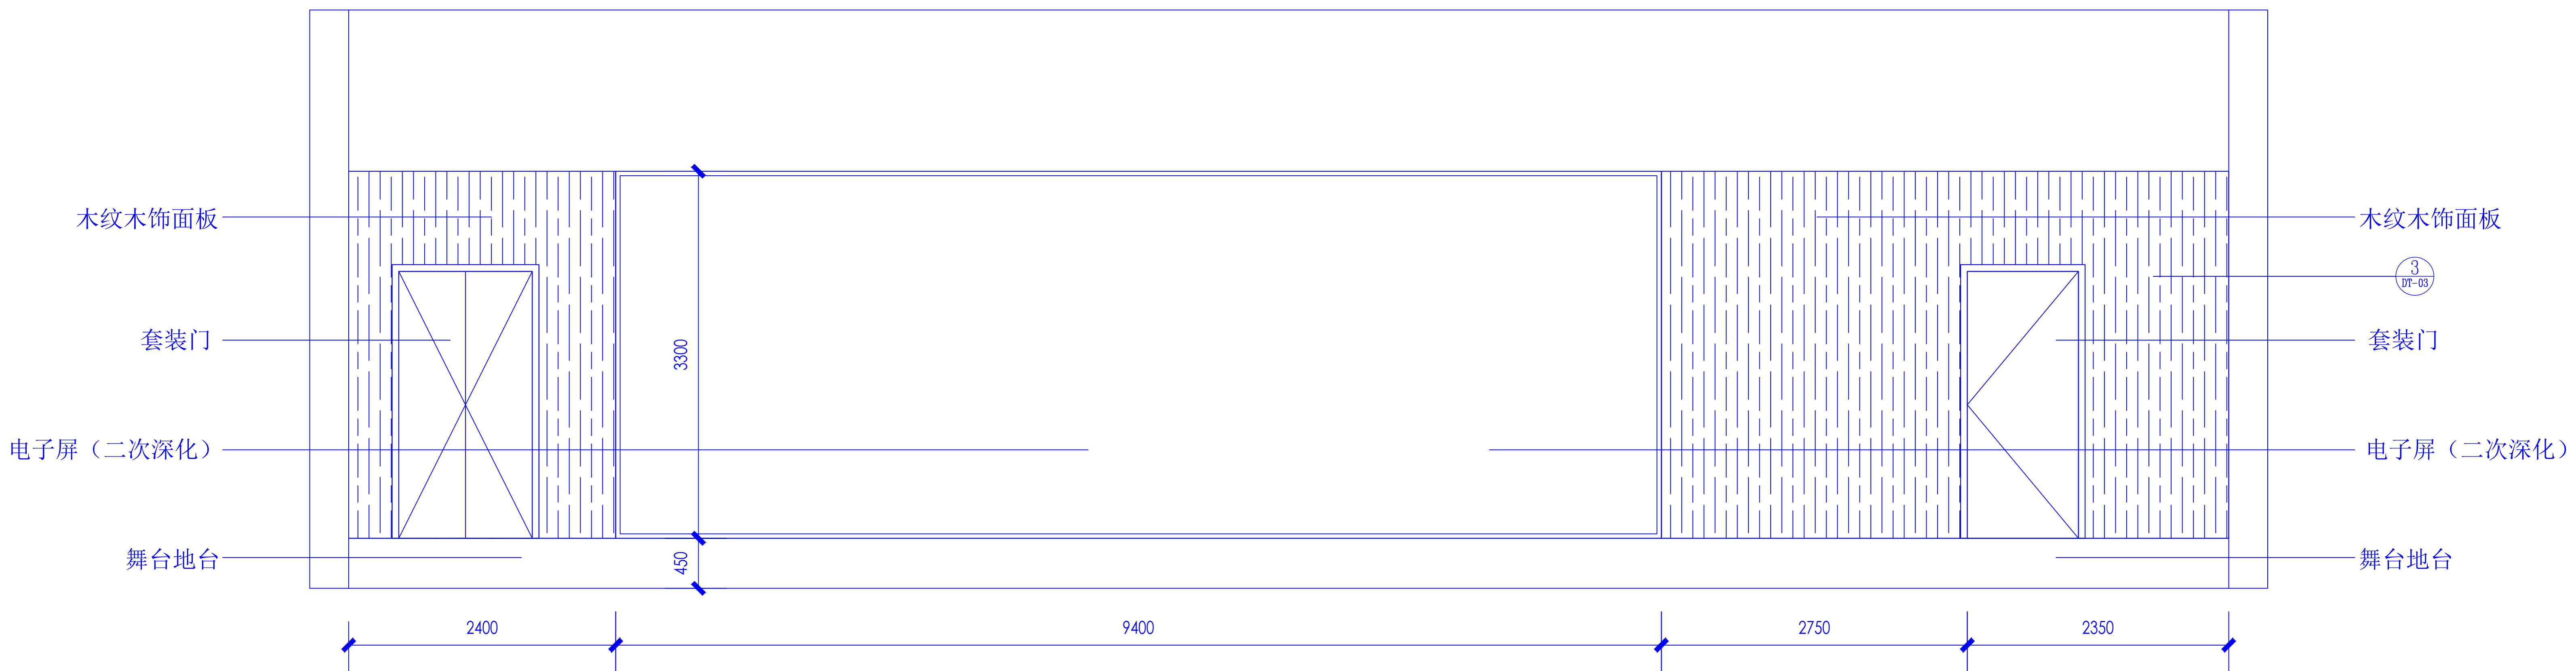 木纹木饰面板
木纹木饰面板
3
DT-03
套装门
3300
套装门
电子屏（二次深化）
电子屏（二次深化）
舞台地台
450
舞台地台
2400
9400
2750
2350